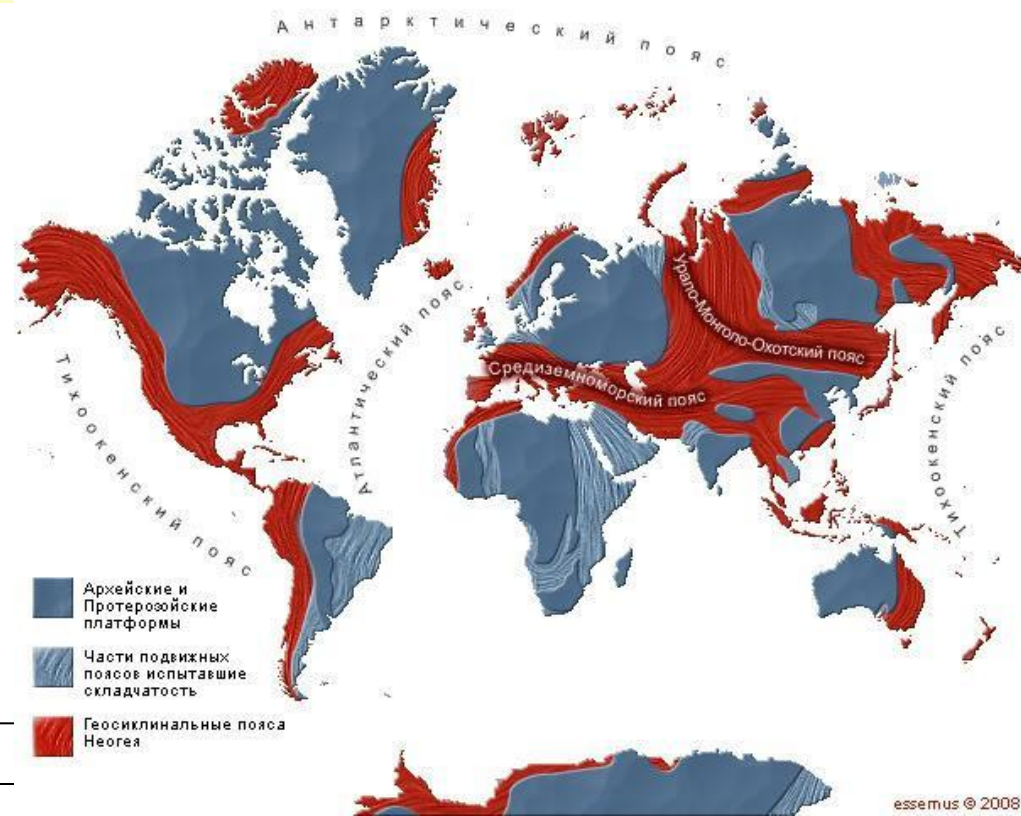 Антарктический пояс
Урало-Монголо-Охотский пояс
Средиземноморский пояс
Атлантический пояс
Тихоокенский пояс
Тихоокенский пояс
Архейские и
Протерозойские
платформы
Части подвижных
поясов испытавшие
складчатость
Геосиклинальные пояса
Неогея
essemus © 2008